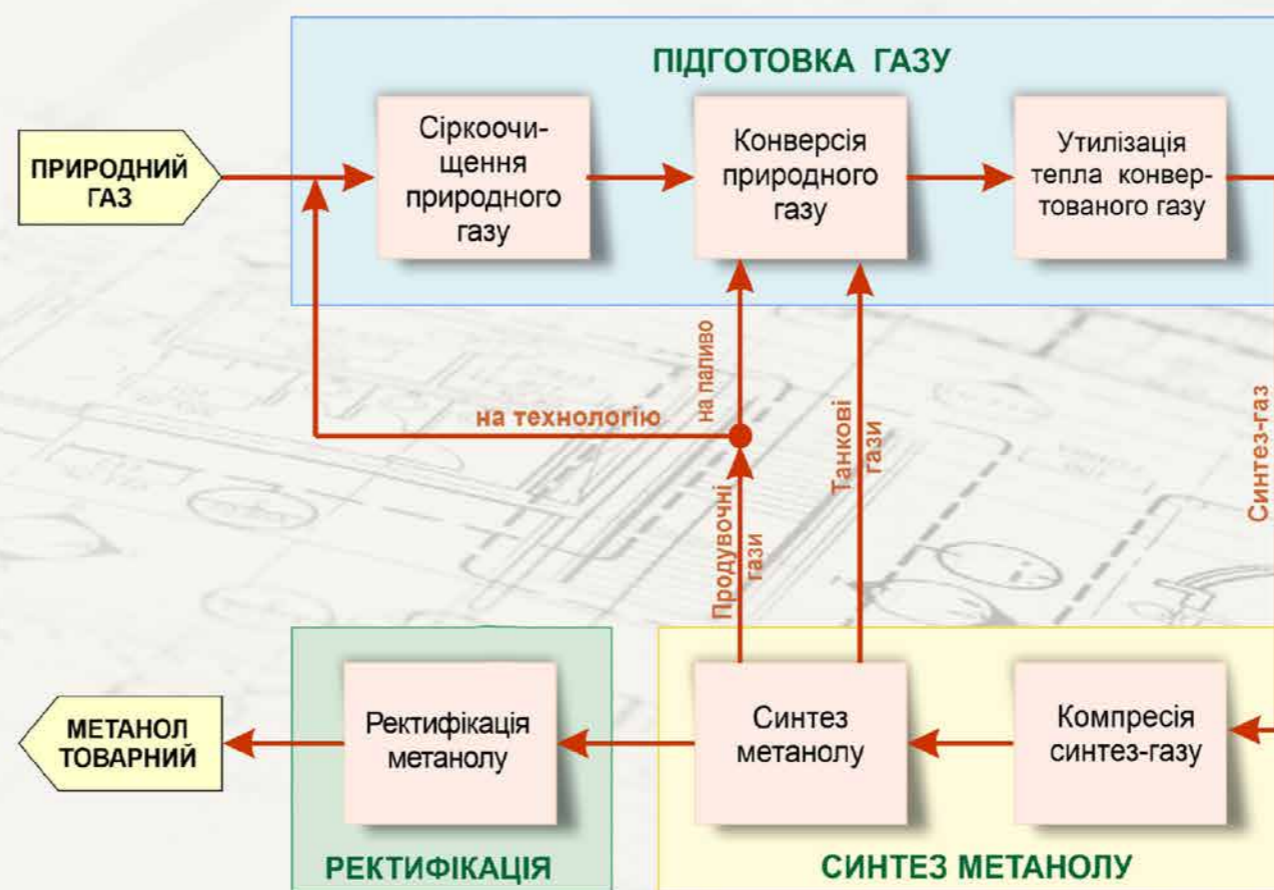 ПІДГОТОВКА ГАЗУ
ПРИРОДНИЙ
ГАЗ
Сіркоочи-
щення
природного
газу
Конверсія
природного
газу
Утилізація
тепла конвер-
тованого газу
на технологію
на паливо
Продувочні
гази
Танкові
гази
Синтез-газ
МЕТАНОЛ
ТОВАРНИЙ
Ректифікація
метанолу
Синтез
метанолу
Компресія
синтез-газу
РЕКТИФІКАЦІЯ
СИНТЕЗ МЕТАНОЛУ